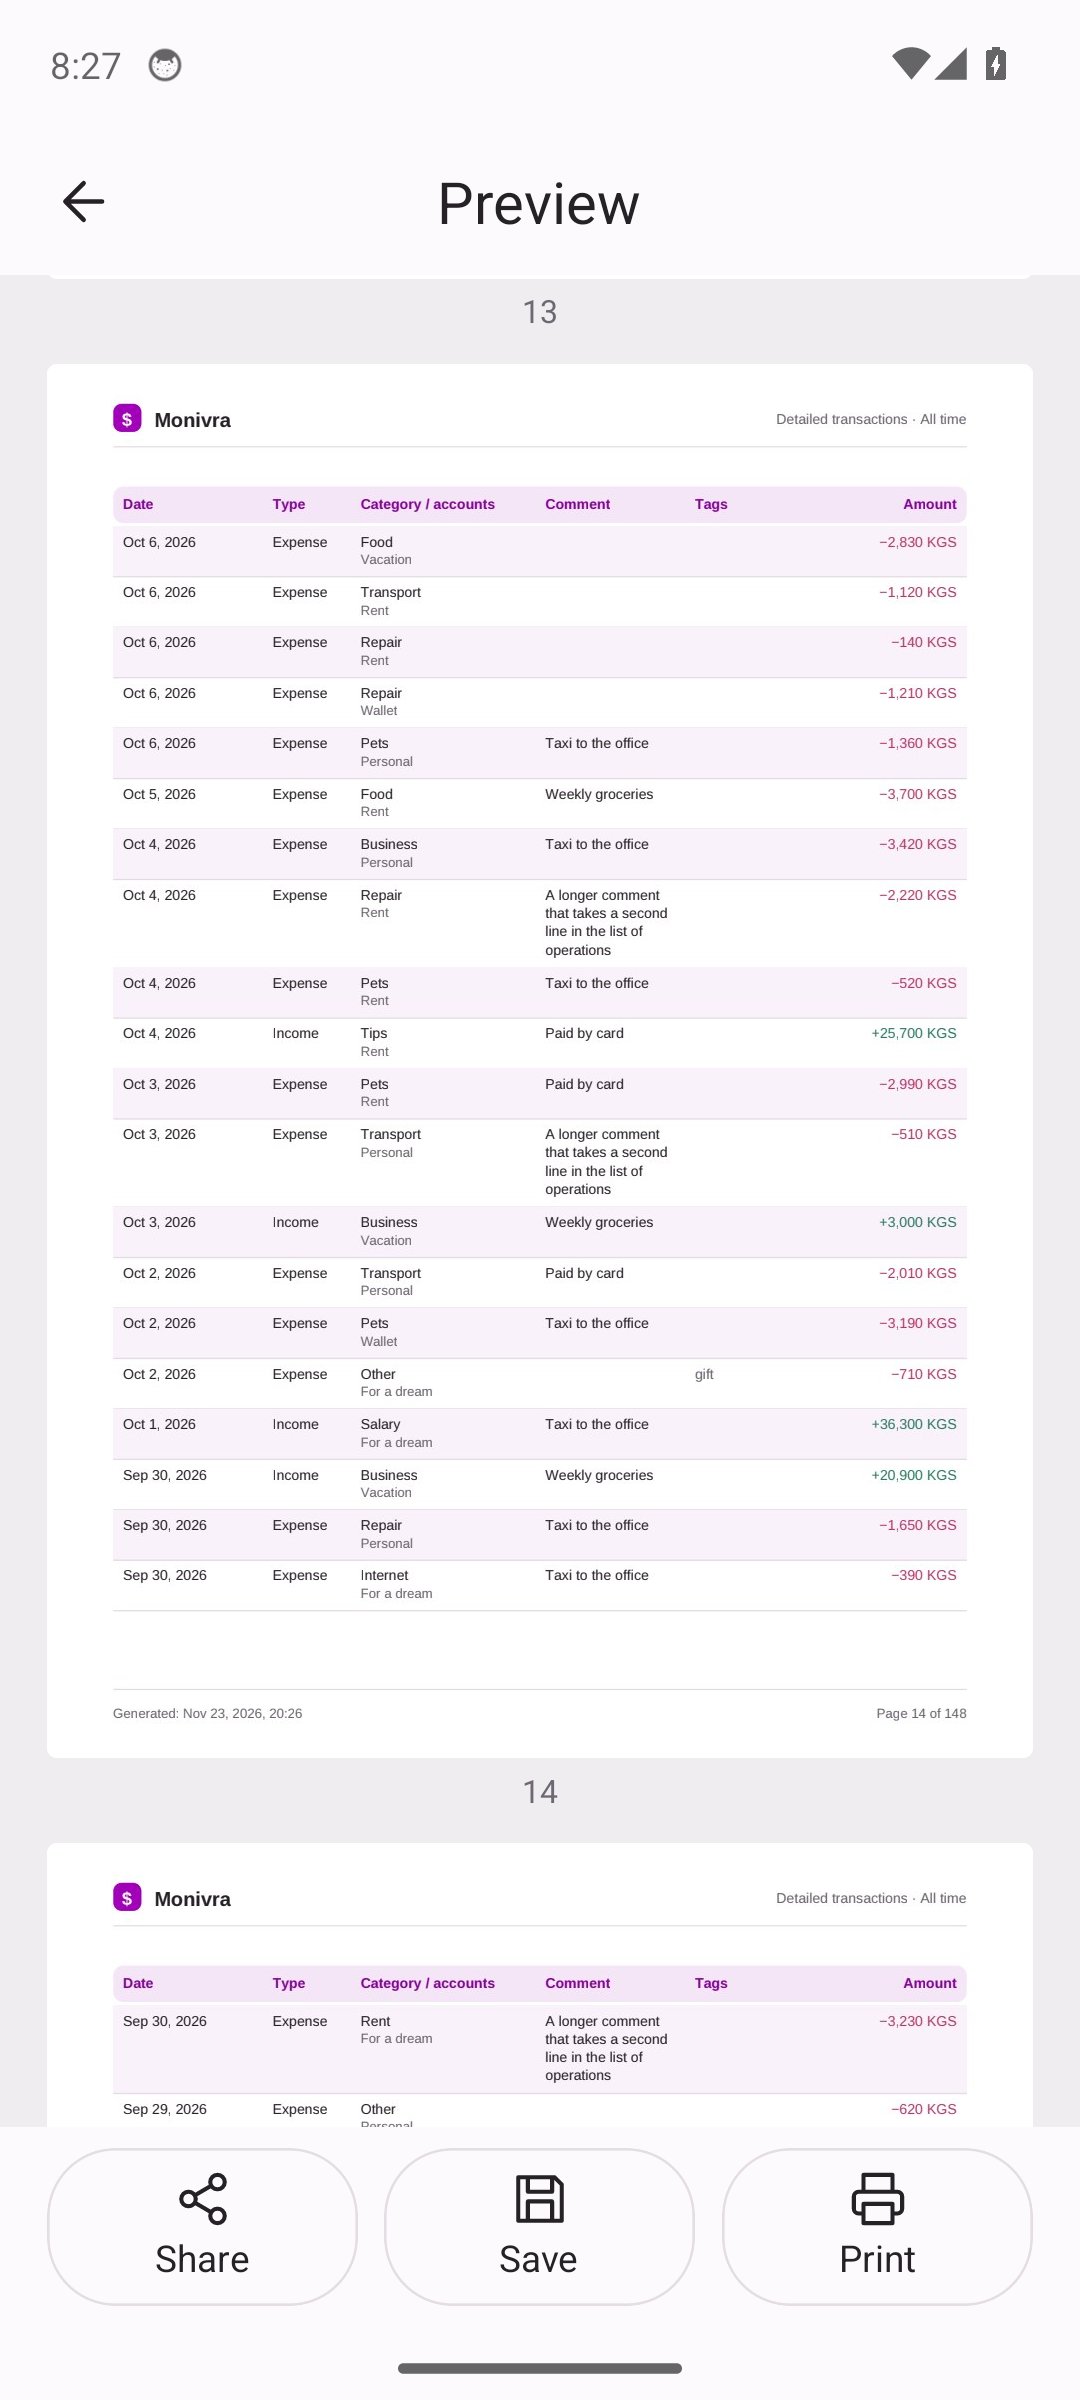 8:27
Preview
13
$ Monivra Detailed transactions · All time
Date Type Category / accounts Comment Tags Amount
Oct 6, 2026 Expense Food −2,830 KGS
Vacation
Oct 6, 2026 Expense Transport −1,120 KGS
Rent
Oct 6, 2026 Expense Repair −140 KGS
Rent
Oct 6, 2026 Expense Repair −1,210 KGS
Wallet
Oct 6, 2026 Expense Pets Taxi to the office −1,360 KGS
Personal
Oct 5, 2026 Expense Food Weekly groceries −3,700 KGS
Rent
Oct 4, 2026 Expense Business Taxi to the office −3,420 KGS
Personal
Oct 4, 2026 Expense Repair A longer comment −2,220 KGS
Rent that takes a second
line in the list of
operations
Oct 4, 2026 Expense Pets Taxi to the office −520 KGS
Rent
Oct 4, 2026 Income Tips Paid by card +25,700 KGS
Rent
Oct 3, 2026 Expense Pets Paid by card −2,990 KGS
Rent
Oct 3, 2026 Expense Transport A longer comment −510 KGS
Personal that takes a second
line in the list of
operations
Oct 3, 2026 Income Business Weekly groceries +3,000 KGS
Vacation
Oct 2, 2026 Expense Transport Paid by card −2,010 KGS
Personal
Oct 2, 2026 Expense Pets Taxi to the office −3,190 KGS
Wallet
Oct 2, 2026 Expense Other gift −710 KGS
For a dream
Oct 1, 2026 Income Salary Taxi to the office +36,300 KGS
For a dream
Sep 30, 2026 Income Business Weekly groceries +20,900 KGS
Vacation
Sep 30, 2026 Expense Repair Taxi to the office −1,650 KGS
Personal
Sep 30, 2026 Expense Internet Taxi to the office −390 KGS
For a dream
Generated: Nov 23, 2026, 20:26 Page 14 of 148
14
$ Monivra Detailed transactions · All time
Date Type Category / accounts Comment Tags Amount
Sep 30, 2026 Expense Rent A longer comment −3,230 KGS
For a dream that takes a second
line in the list of
operations
Sep 29, 2026 Expense Other −620 KGS
Personal
Share Save Print